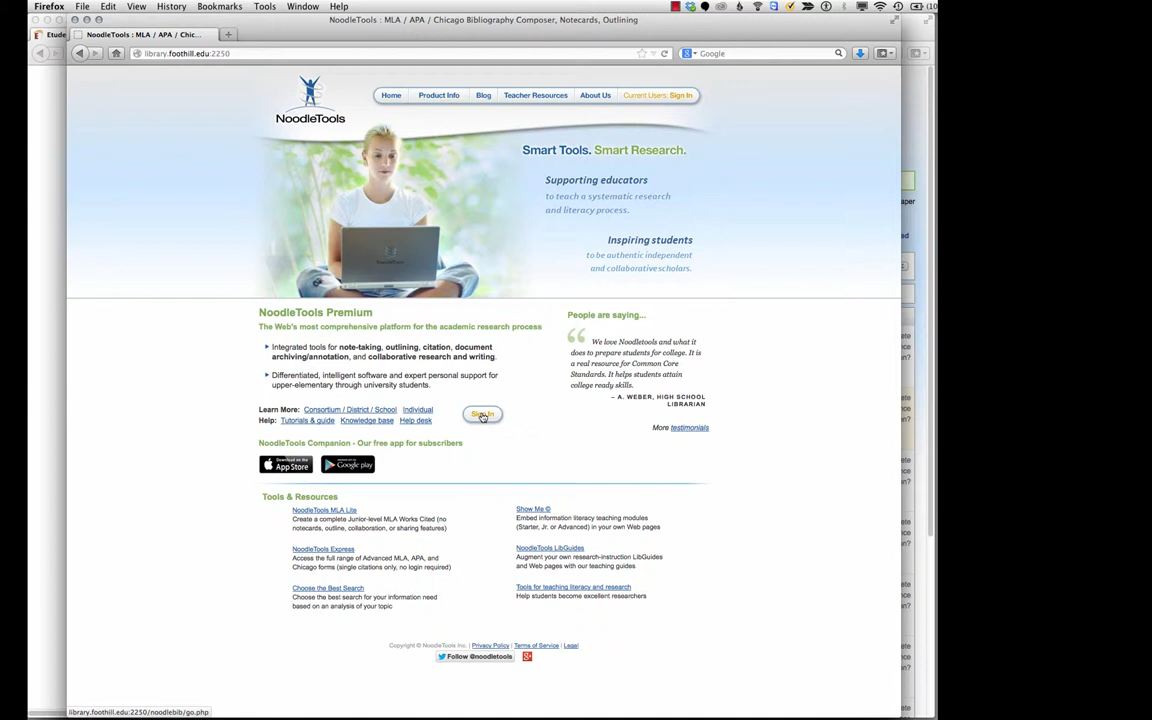 Firefox File Edit View History Bookmarks Tools Window Help
NoodleTools : MLA / APA / Chicago Bibliography Composer, Notecards, Outlining
Etude
NoodleTools : MLA / APA / Chic...
library.foothill.edu:2250
Google
NoodleTools
Home Product Info Blog Teacher Resources About Us Current Users: Sign In
Smart Tools. Smart Research.
Supporting educators
to teach a systematic research
and literacy process.
Inspiring students
to be authentic independent
and collaborative scholars.
NoodleTools Premium
The Web's most comprehensive platform for the academic research process
Integrated tools for note-taking, outlining, citation, document
archiving/annotation, and collaborative research and writing.
Differentiated, intelligent software and expert personal support for
upper-elementary through university students.
Learn More: Consortium / District / School Individual
Help: Tutorials & guide Knowledge base Help desk
Sign In
NoodleTools Companion - Our free app for subscribers
Download on the App Store
Google play
People are saying...
We love Noodletools and what it
does to prepare students for college. It is
a real resource for Common Core
Standards. It helps students attain
college ready skills.
– A. WEBER, HIGH SCHOOL
LIBRARIAN
More testimonials
Tools & Resources
NoodleTools MLA Lite
Create a complete Junior-level MLA Works Cited (no
notecards, outline, collaboration, or sharing features)
NoodleTools Express
Access the full range of Advanced MLA, APA, and
Chicago forms (single citations only, no login required)
Choose the Best Search
Choose the best search for your information need
based on an analysis of your topic
Show Me ©
Embed information literacy teaching modules
(Starter, Jr. or Advanced) in your own Web pages
NoodleTools LibGuides
Augment your own research-instruction LibGuides
and Web pages with our teaching guides
Tools for teaching literacy and research
Help students become excellent researchers
Copyright © NoodleTools Inc. | Privacy Policy | Terms of Service | Legal
Follow @noodletools
library.foothill.edu:2250/noodlebib/go.php